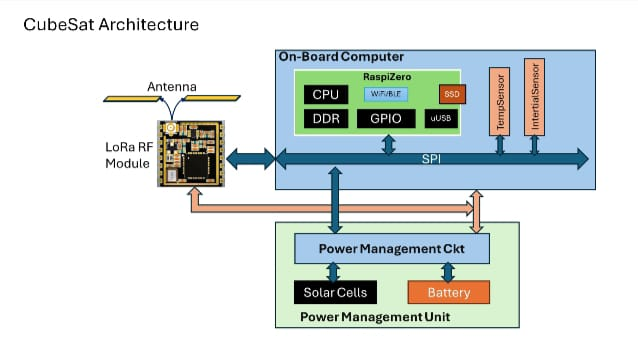 CubeSat Architecture
On-Board Computer
RaspiZero
CPU
WiFi/BLE
SSD
DDR
GPIO
uUSB
TempSensor
IntertialSensor
Antenna
LoRa RF
Module
SPI
Power Management Ckt
Solar Cells
Battery
Power Management Unit